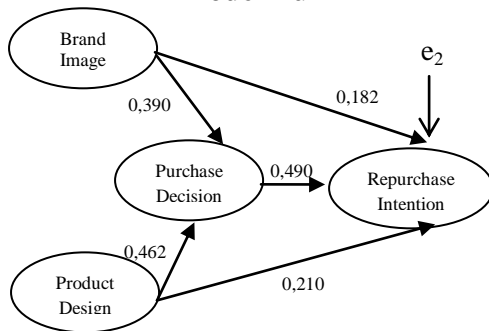 Brand
Image
e2
0,390
0,182
Purchase
Decision
0,490
Repurchase
Intention
0,462
0,210
Product
Design